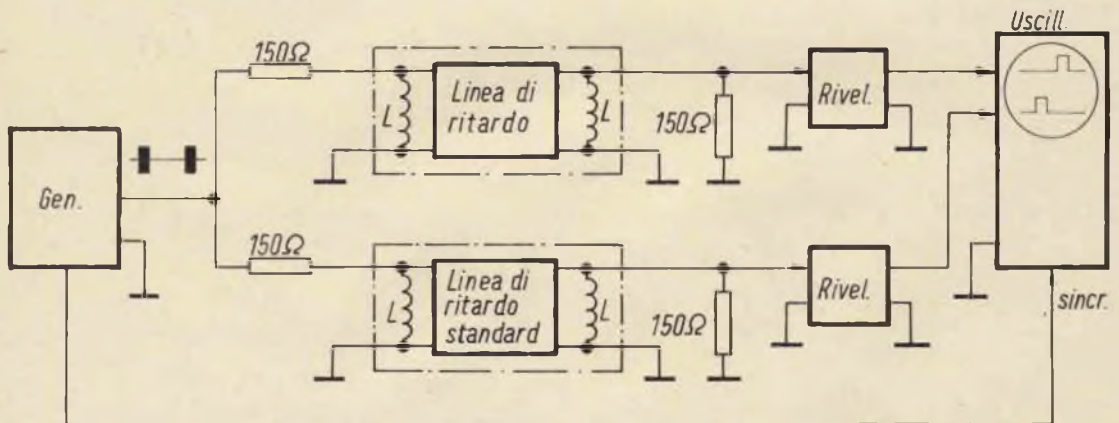 Uscill.
150Ω
Linea di
ritardo
L
L
150Ω
Rivel.
Gen.
150Ω
Linea di
ritardo
standard
L
L
150Ω
Rivel.
sincr.